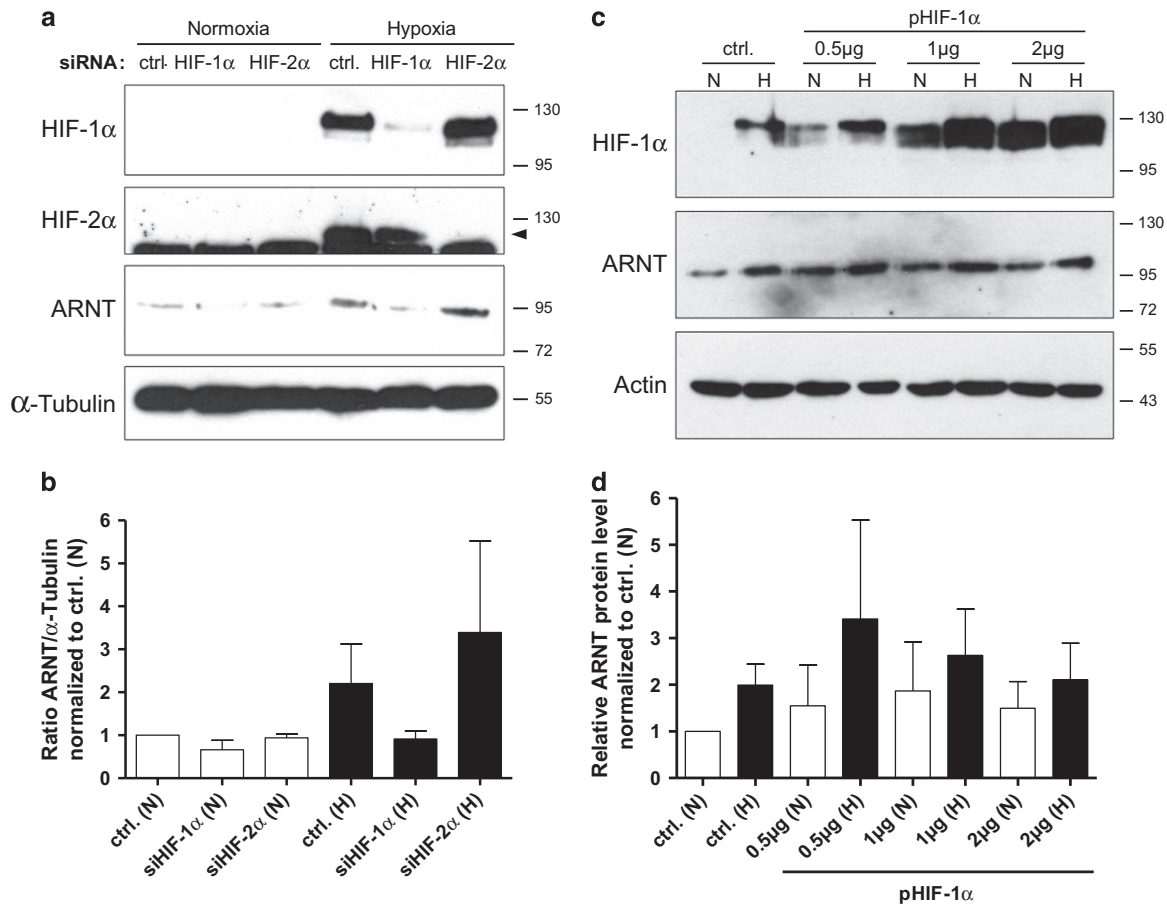 a
Normoxia Hypoxia
siRNA: ctrl. HIF-1α HIF-2α ctrl. HIF-1α HIF-2α
HIF-1α
130
95
HIF-2α
130
ARNT
95
72
α-Tubulin
55
b
Ratio ARNT/α-Tubulin
normalized to ctrl. (N)
6
5
4
3
2
1
0
ctrl. (N) siHIF-1α (N) siHIF-2α (N) ctrl. (H) siHIF-1α (H) siHIF-2α (H)
c
pHIF-1α
ctrl. 0.5µg 1µg 2µg
N H N H N H N H
HIF-1α
130
95
ARNT
130
95
72
Actin
55
43
d
Relative ARNT protein level
normalized to ctrl. (N)
6
5
4
3
2
1
0
ctrl. (N) ctrl. (H) 0.5µg (N) 0.5µg (H) 1µg (N) 1µg (H) 2µg (N) 2µg (H)
pHIF-1α